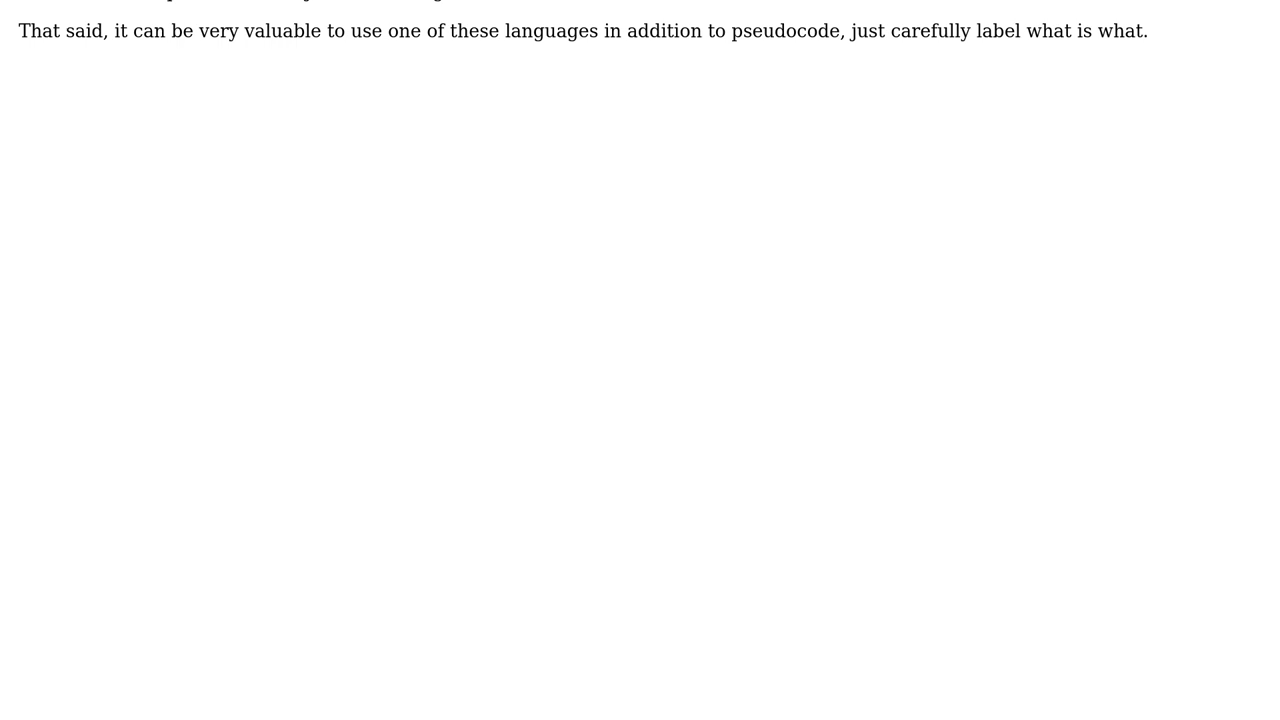 That said, it can be very valuable to use one of these languages in addition to pseudocode, just carefully label what is what.